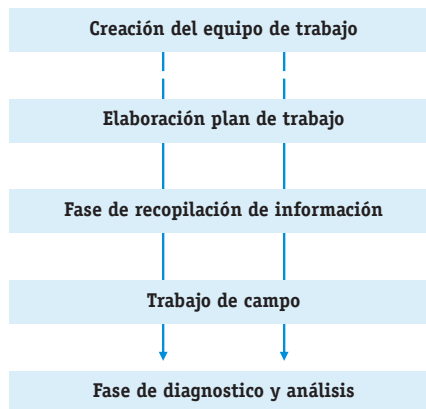 Creación del equipo de trabajo
Elaboración plan de trabajo
Fase de recopilación de información
Trabajo de campo
Fase de diagnostico y análisis